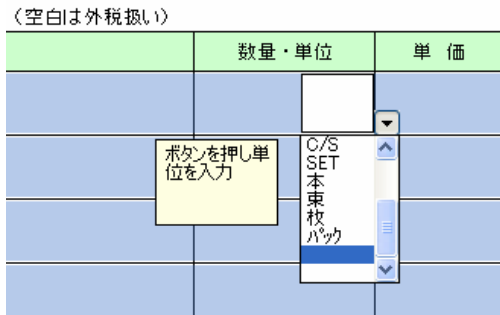 （空白は外税扱い）
数量・単位
単 価
ボタンを押し単
位を入力
C/S
SET
本
束
枚
パック